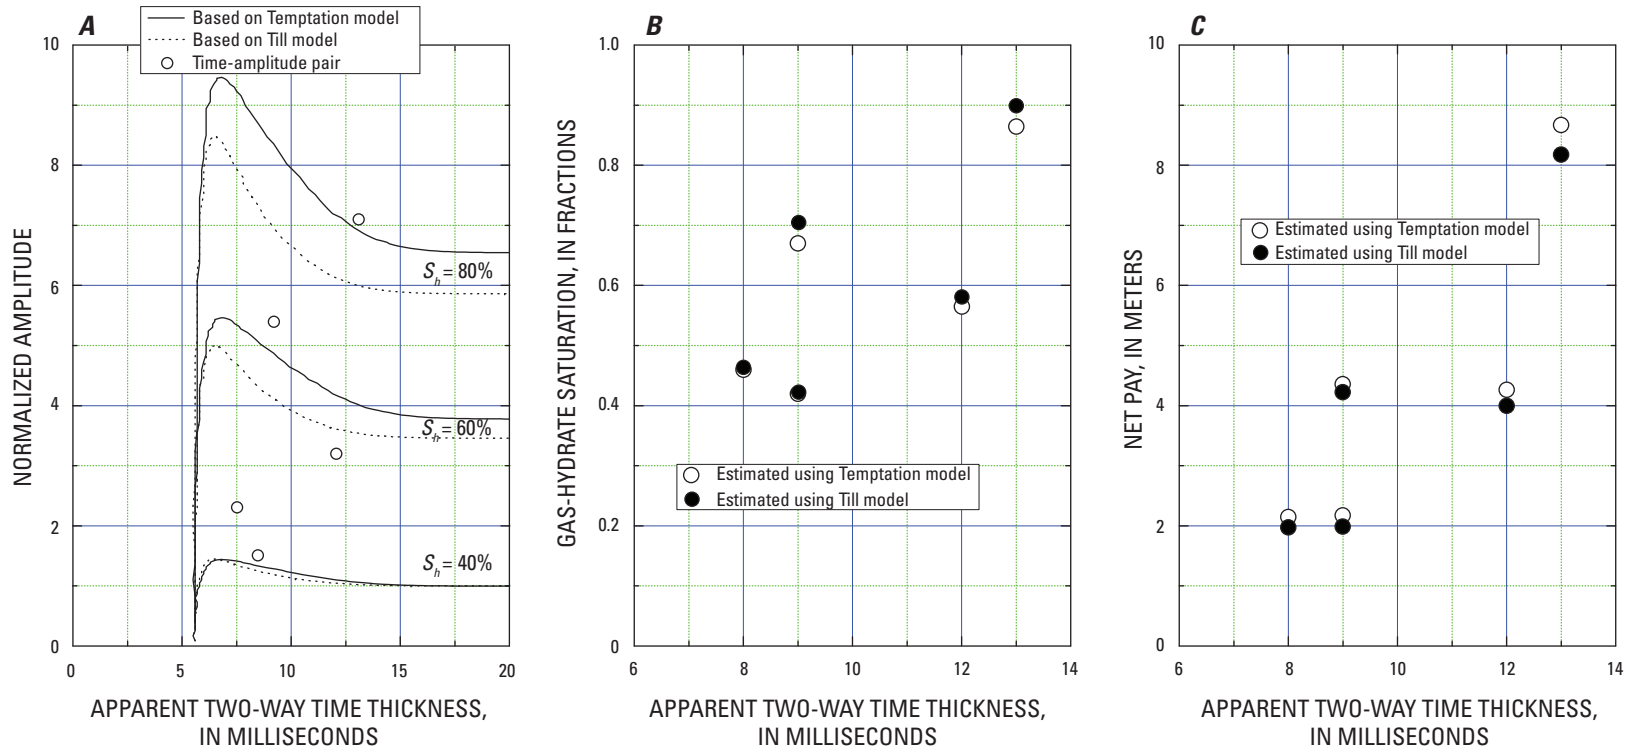 A
Based on Temptation model
Based on Till model
Time-amplitude pair
NORMALIZED AMPLITUDE
10
8
6
4
2
0
Sh = 80%
Sh = 60%
Sh = 40%
0
5
10
15
20
APPARENT TWO-WAY TIME THICKNESS,
IN MILLISECONDS
B
GAS-HYDRATE SATURATION, IN FRACTIONS
1.0
0.8
0.6
0.4
0.2
0
Estimated using Temptation model
Estimated using Till model
6
8
10
12
14
APPARENT TWO-WAY TIME THICKNESS,
IN MILLISECONDS
C
NET PAY, IN METERS
10
8
6
4
2
0
Estimated using Temptation model
Estimated using Till model
6
8
10
12
14
APPARENT TWO-WAY TIME THICKNESS,
IN MILLISECONDS